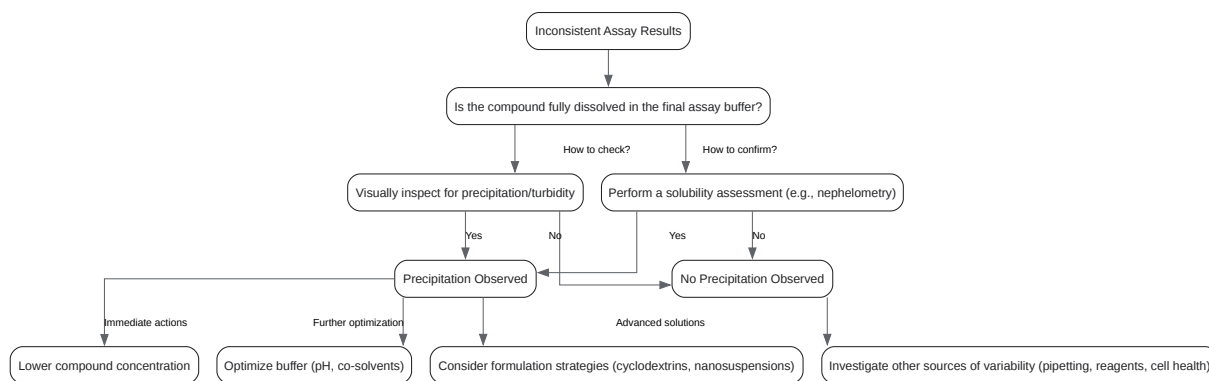 Inconsistent Assay Results
Is the compound fully dissolved in the final assay buffer?
How to check?
How to confirm?
Visually inspect for precipitation/turbidity
Perform a solubility assessment (e.g., nephelometry)
Yes
No
Yes
No
Precipitation Observed
No Precipitation Observed
Immediate actions
Further optimization
Advanced solutions
Lower compound concentration
Optimize buffer (pH, co-solvents)
Consider formulation strategies (cyclodextrins, nanosuspensions)
Investigate other sources of variability (pipetting, reagents, cell health)